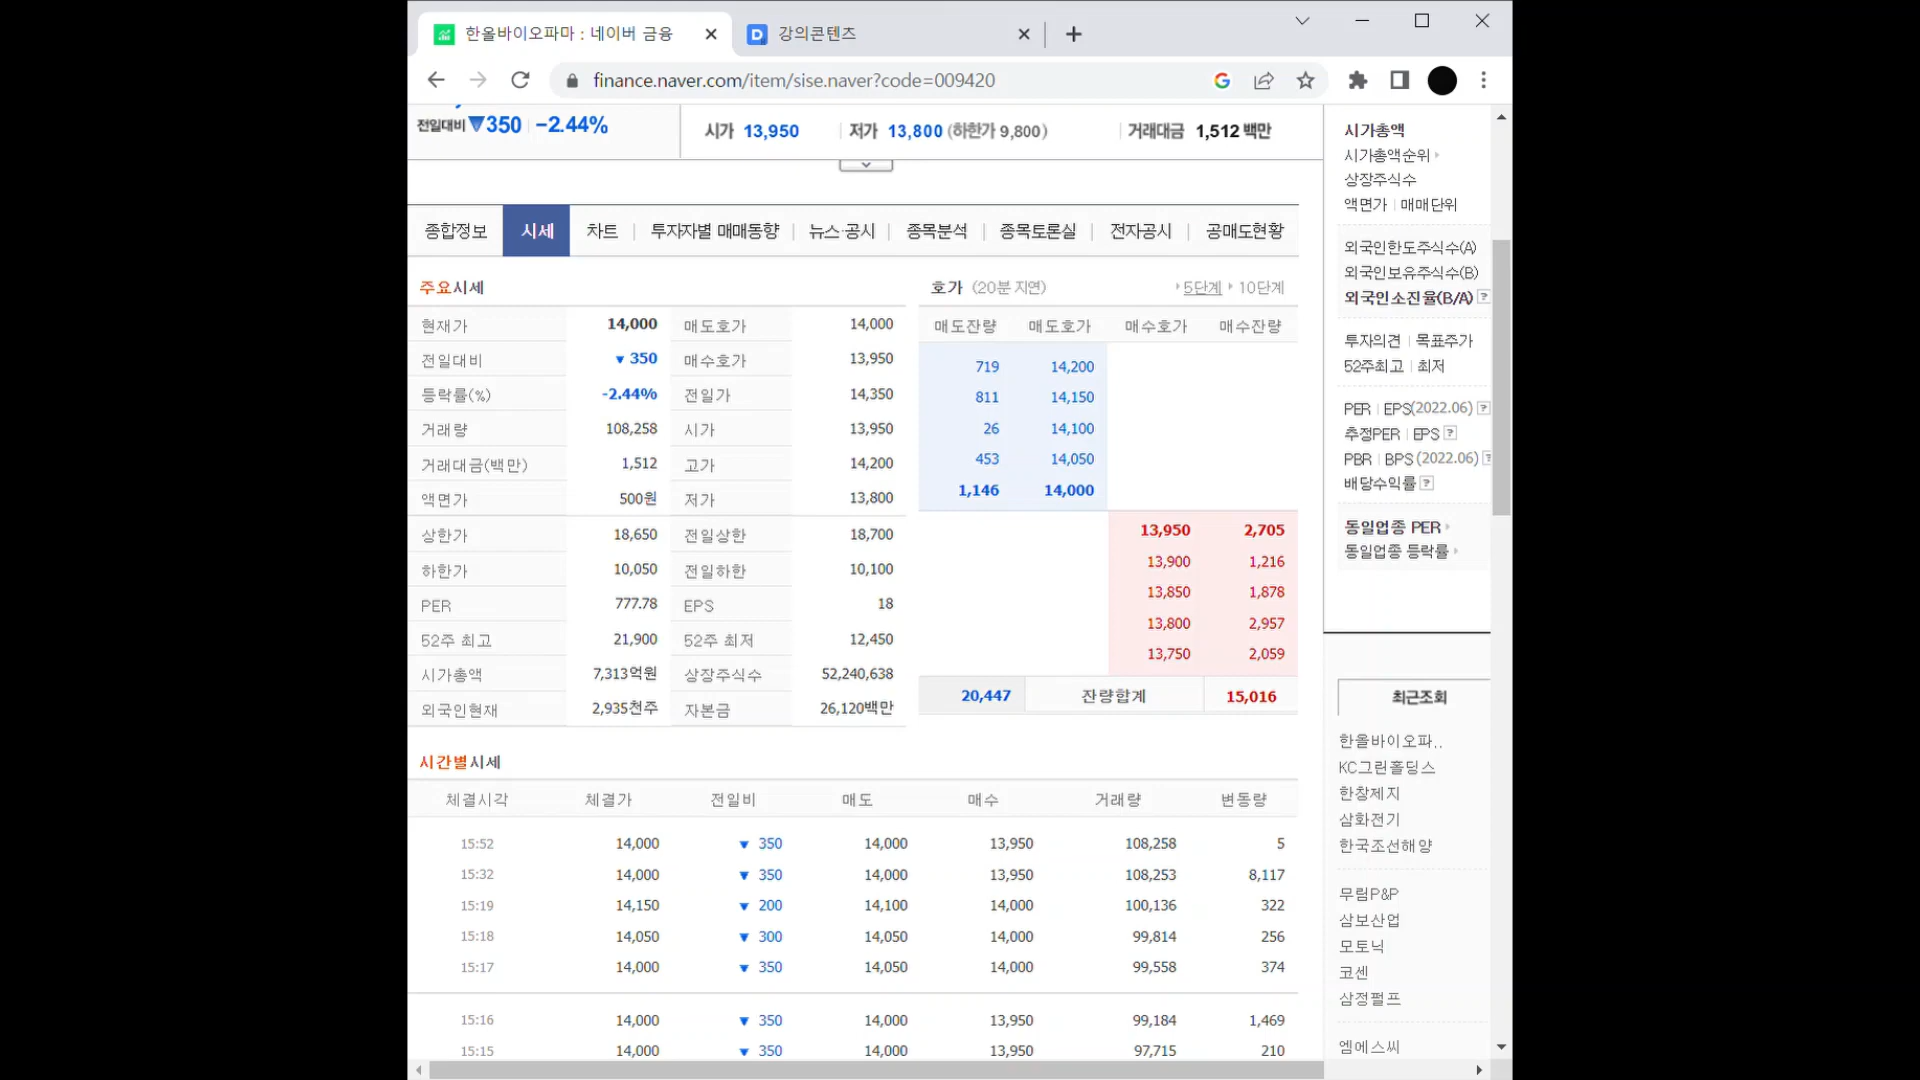 한올바이오파마 : 네이버 금융
강의콘텐츠
finance.naver.com/item/sise.naver?code=009420
전일대비 ▼350 -2.44%
시가 13,950 저가 13,800 (하한가 9,800) 거래대금 1,512 백만
종합정보 시세 차트 투자자별 매매동향 뉴스·공시 종목분석 종목토론실 전자공시 공매도현황
주요시세
현재가 14,000 매도호가 14,000
전일대비 ▼ 350 매수호가 13,950
등락률(%) -2.44% 전일가 14,350
거래량 108,258 시가 13,950
거래대금(백만) 1,512 고가 14,200
액면가 500원 저가 13,800
상한가 18,650 전일상한 18,700
하한가 10,050 전일하한 10,100
PER 777.78 EPS 18
52주 최고 21,900 52주 최저 12,450
시가총액 7,313억원 상장주식수 52,240,638
외국인현재 2,935천주 자본금 26,120백만
호가 (20분 지연) 5단계 10단계
매도잔량 매도호가 매수호가 매수잔량
719 14,200
811 14,150
26 14,100
453 14,050
1,146 14,000
13,950 2,705
13,900 1,216
13,850 1,878
13,800 2,957
13,750 2,059
20,447 잔량합계 15,016
시간별시세
체결시각 체결가 전일비 매도 매수 거래량 변동량
15:52 14,000 ▼ 350 14,000 13,950 108,258 5
15:32 14,000 ▼ 350 14,000 13,950 108,253 8,117
15:19 14,150 ▼ 200 14,100 14,000 100,136 322
15:18 14,050 ▼ 300 14,050 14,000 99,814 256
15:17 14,000 ▼ 350 14,050 14,000 99,558 374
15:16 14,000 ▼ 350 14,000 13,950 99,184 1,469
15:15 14,000 ▼ 350 14,000 13,950 97,715 210
시가총액
시가총액순위
상장주식수
액면가 매매단위
외국인한도주식수(A)
외국인보유주식수(B)
외국인소진율(B/A) ?
투자의견 목표주가
52주최고 최저
PER EPS(2022.06) ?
추정PER EPS ?
PBR BPS (2022.06) ?
배당수익률 ?
동일업종 PER
동일업종 등락률
최근조회
한올바이오파..
KC그린홀딩스
한창제지
삼화전기
한국조선해양
무림P&P
삼보산업
모토닉
코센
삼정펄프
엠에스씨